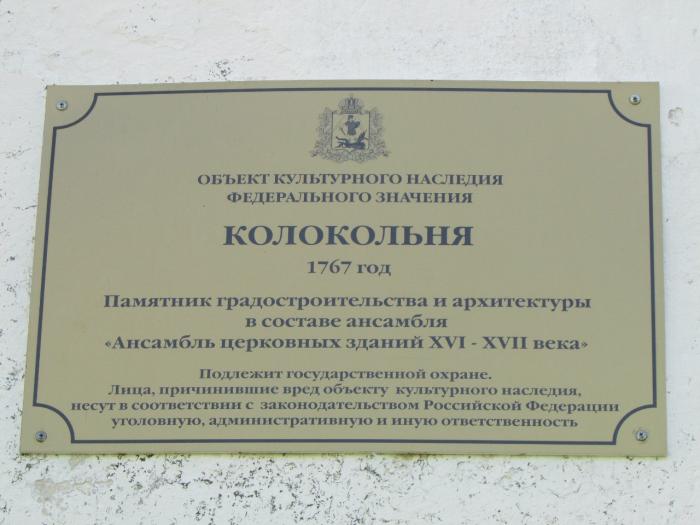 ОБЪЕКТ КУЛЬТУРНОГО НАСЛЕДИЯ
ФЕДЕРАЛЬНОГО ЗНАЧЕНИЯ
КОЛОКОЛЬНЯ
1767 год
Памятник градостроительства и архитектуры
в составе ансамбля
«Ансамбль церковных зданий XVI - XVII века»
Подлежит государственной охране.
Лица, причинившие вред объекту культурного наследия,
несут в соответствии с законодательством Российской Федерации
уголовную, административную и иную ответственность